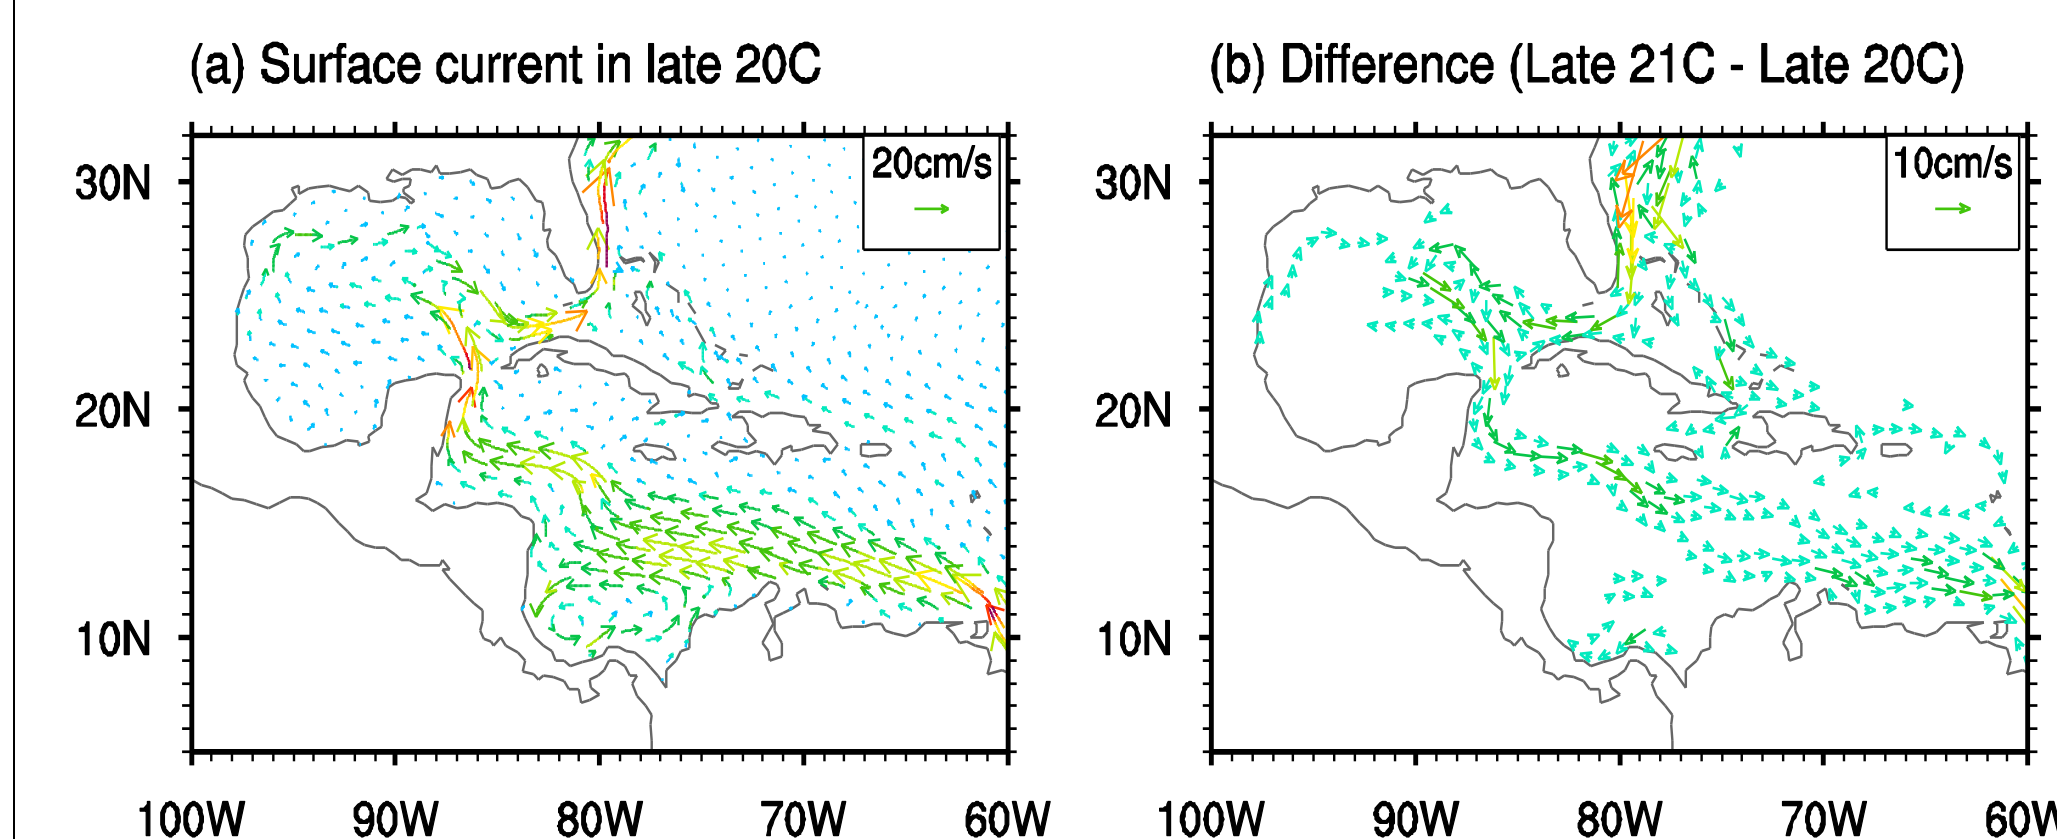 (a) Surface current in late 20C
20cm/s
30N
20N
10N
100W 90W 80W 70W 60W
(b) Difference (Late 21C - Late 20C)
10cm/s
30N
20N
10N
100W 90W 80W 70W 60W